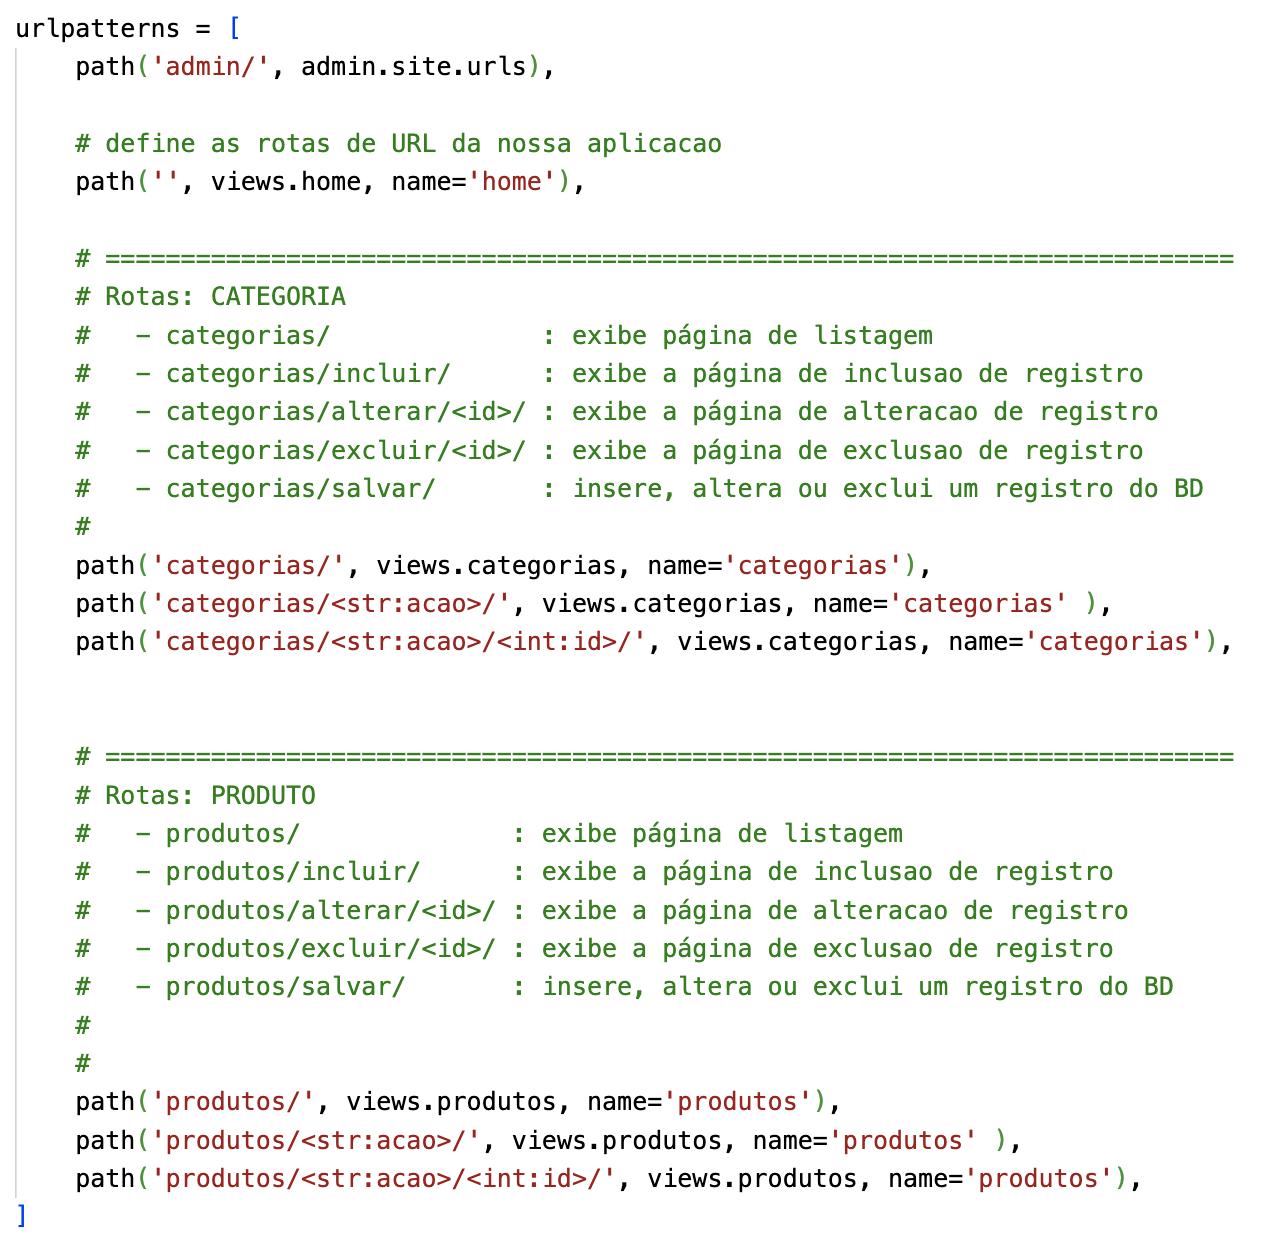 urlpatterns = [
    path('admin/', admin.site.urls),

    # define as rotas de URL da nossa aplicacao
    path('', views.home, name='home'),

    # ===========================================================================
    # Rotas: CATEGORIA
    #   - categorias/              : exibe página de listagem
    #   - categorias/incluir/      : exibe a página de inclusao de registro
    #   - categorias/alterar/<id>/ : exibe a página de alteracao de registro
    #   - categorias/excluir/<id>/ : exibe a página de exclusao de registro
    #   - categorias/salvar/       : insere, altera ou exclui um registro do BD
    #
    path('categorias/', views.categorias, name='categorias'),
    path('categorias/<str:acao>/', views.categorias, name='categorias' ),
    path('categorias/<str:acao>/<int:id>/', views.categorias, name='categorias'),


    # ===========================================================================
    # Rotas: PRODUTO
    #   - produtos/              : exibe página de listagem
    #   - produtos/incluir/      : exibe a página de inclusao de registro
    #   - produtos/alterar/<id>/ : exibe a página de alteracao de registro
    #   - produtos/excluir/<id>/ : exibe a página de exclusao de registro
    #   - produtos/salvar/       : insere, altera ou exclui um registro do BD
    #
    #
    path('produtos/', views.produtos, name='produtos'),
    path('produtos/<str:acao>/', views.produtos, name='produtos' ),
    path('produtos/<str:acao>/<int:id>/', views.produtos, name='produtos'),
]